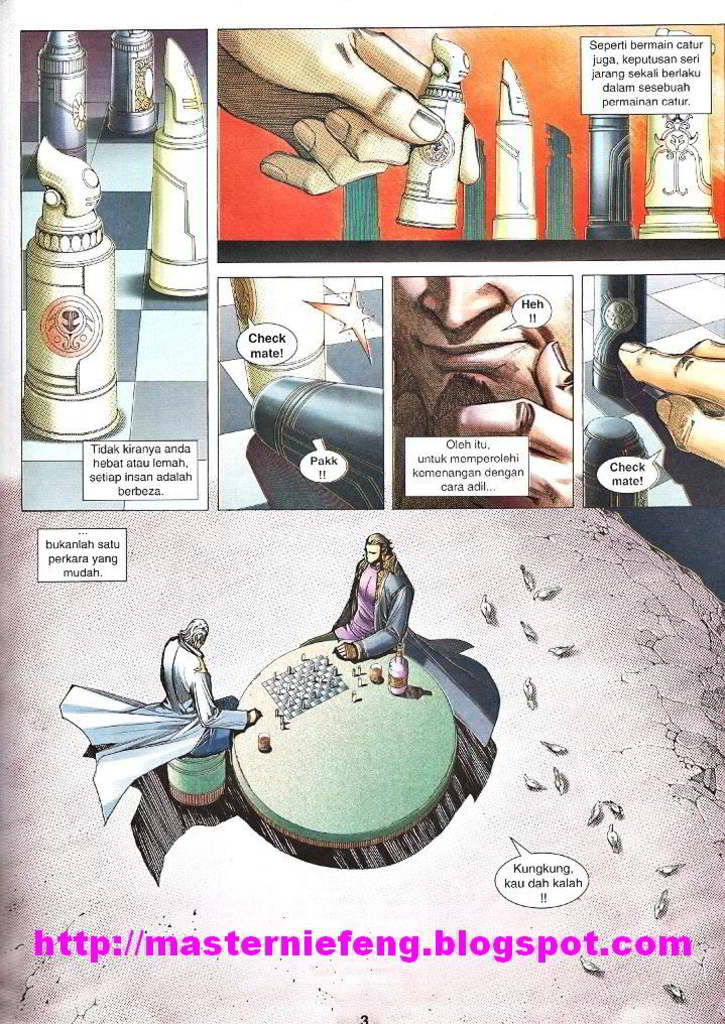 Tidak kiranya anda
hebat atau lemah,
setiap insan adalah
berbeza.
Seperti bermain catur
juga, keputusan seri
jarang sekali berlaku
dalam sesebuah
permainan catur.
Check
mate!
Pakk
!!
Heh
!!
Oleh itu,
untuk memperolehi
kemenangan dengan
cara adil...
Check
mate!
...
bukanlah satu
perkara yang
mudah.
Kungkung,
kau dah kalah
!!
http://masterniefeng.blogspot.com
3